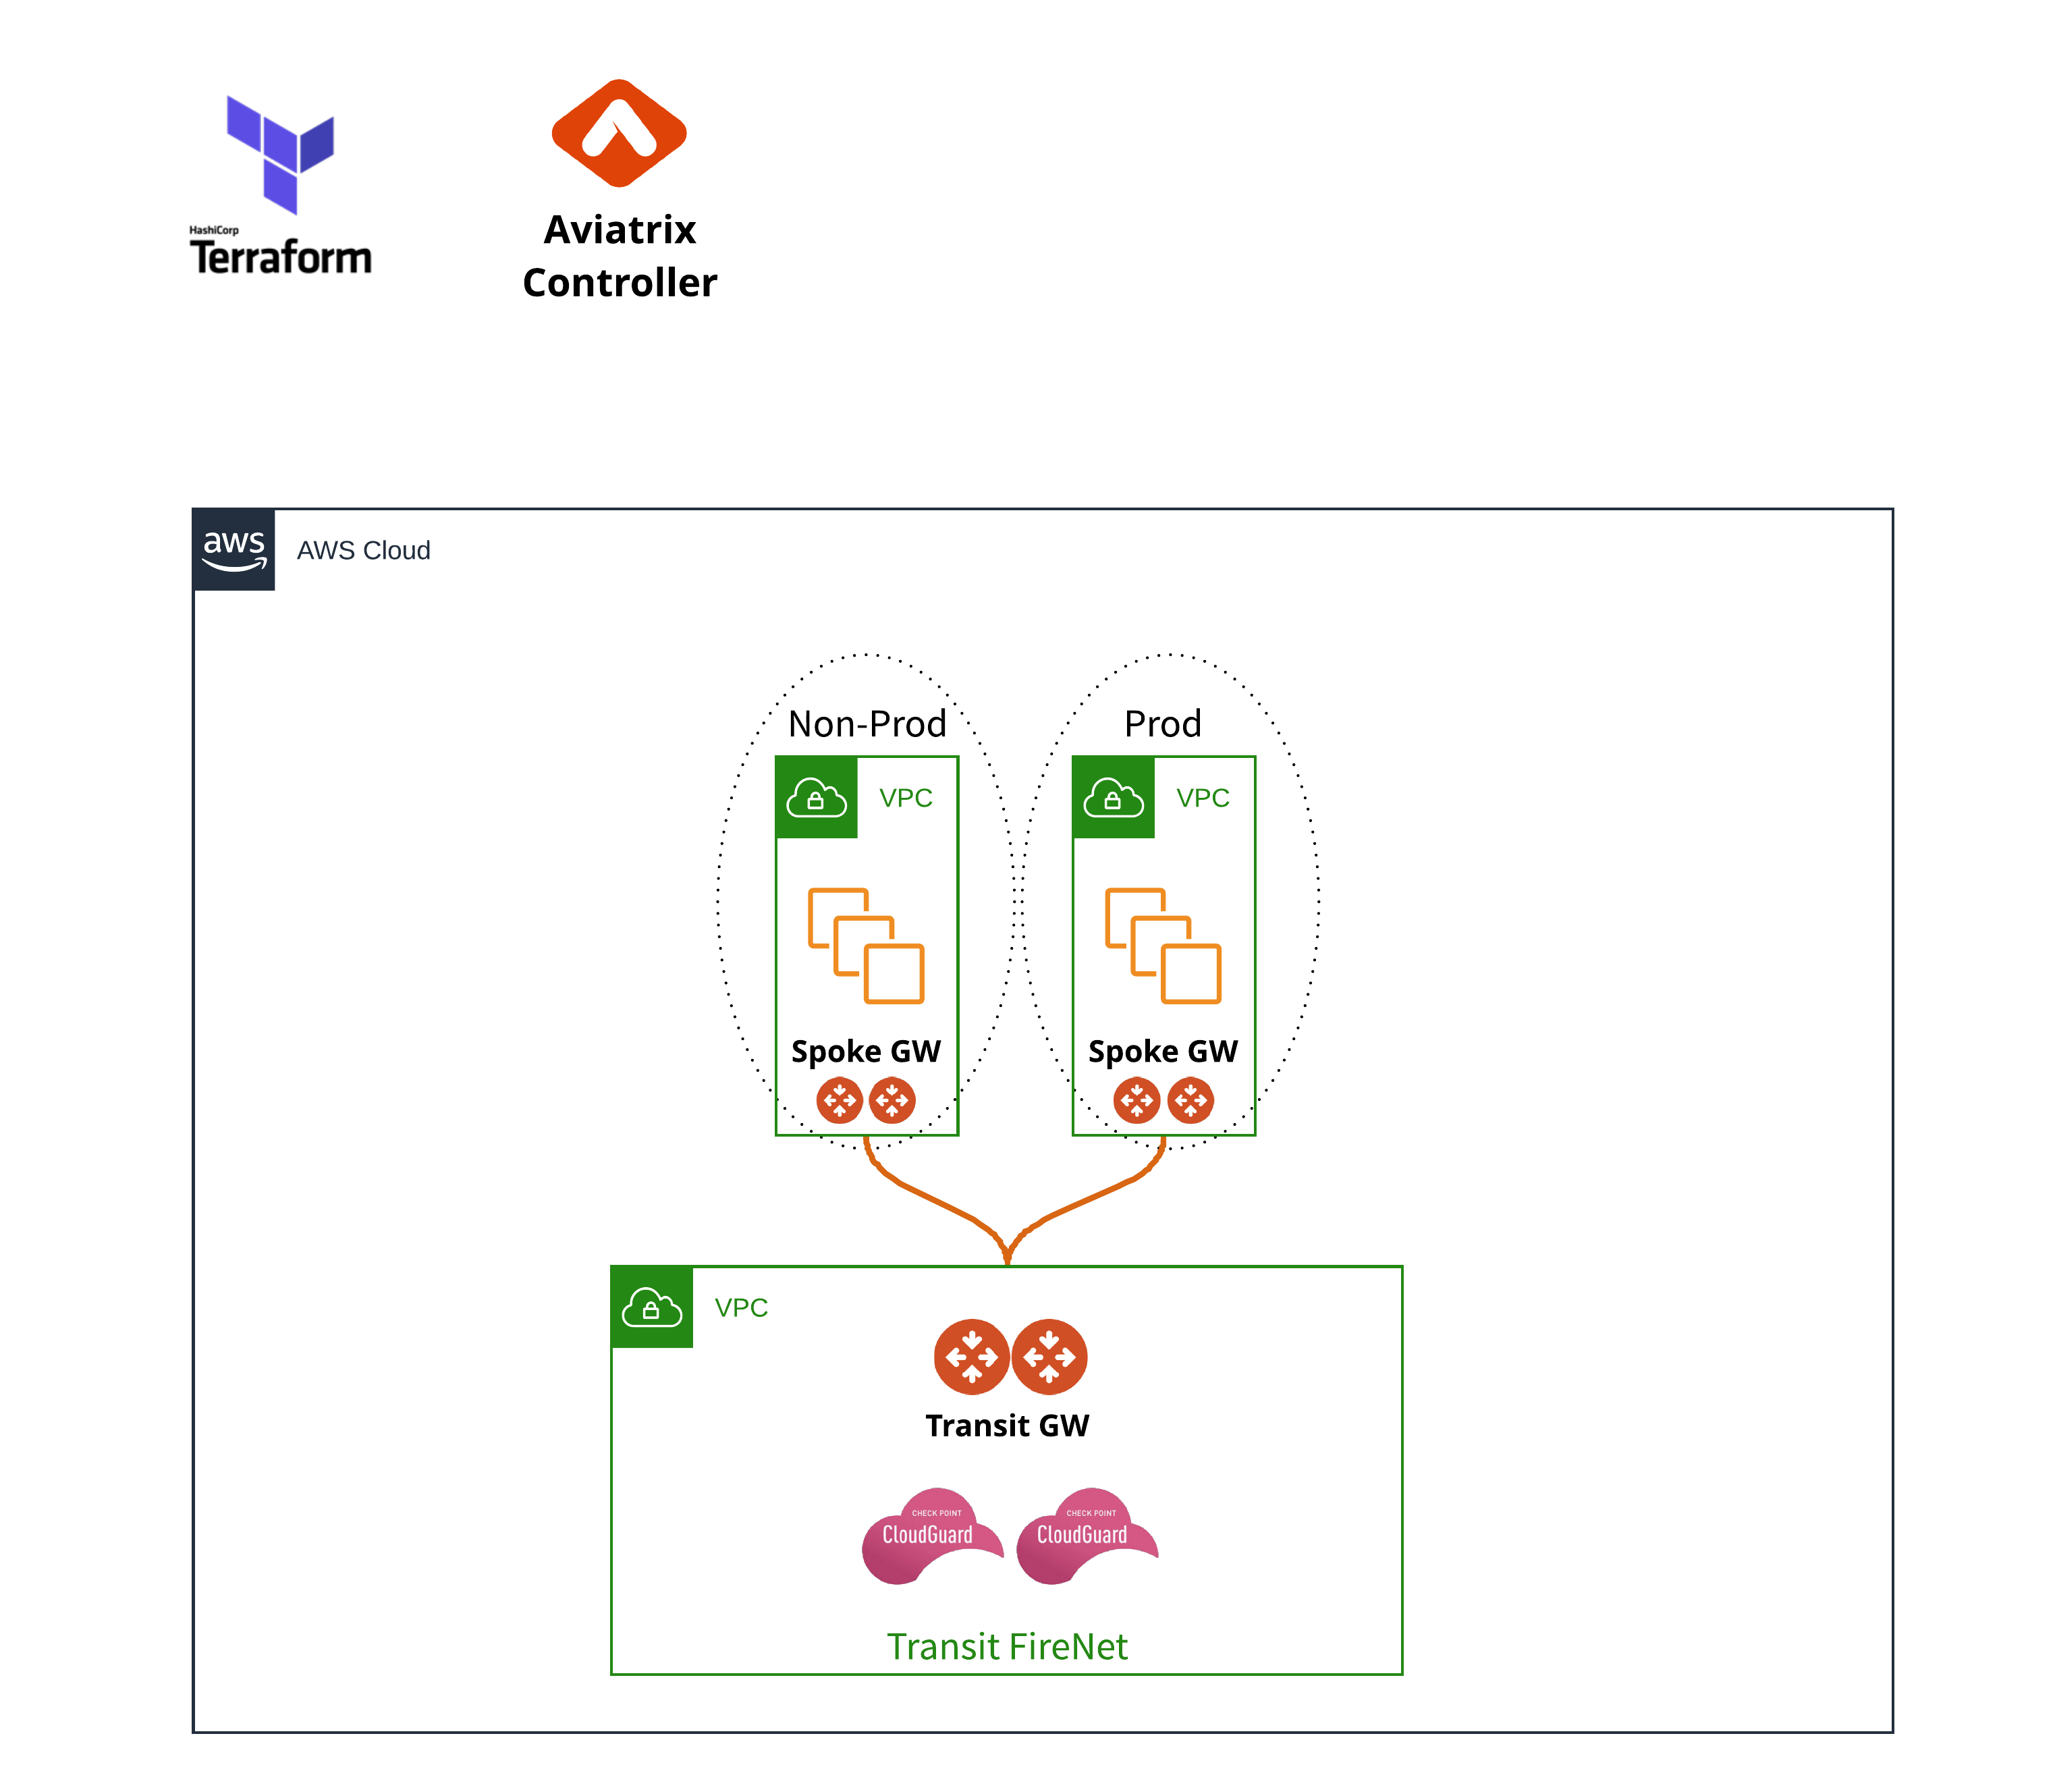 HashiCorp
Terraform
Aviatrix
Controller
aws
AWS Cloud
Non-Prod
Prod
VPC
VPC
Spoke GW
Spoke GW
VPC
Transit GW
CHECK POINT
CloudGuard
CHECK POINT
CloudGuard
Transit FireNet